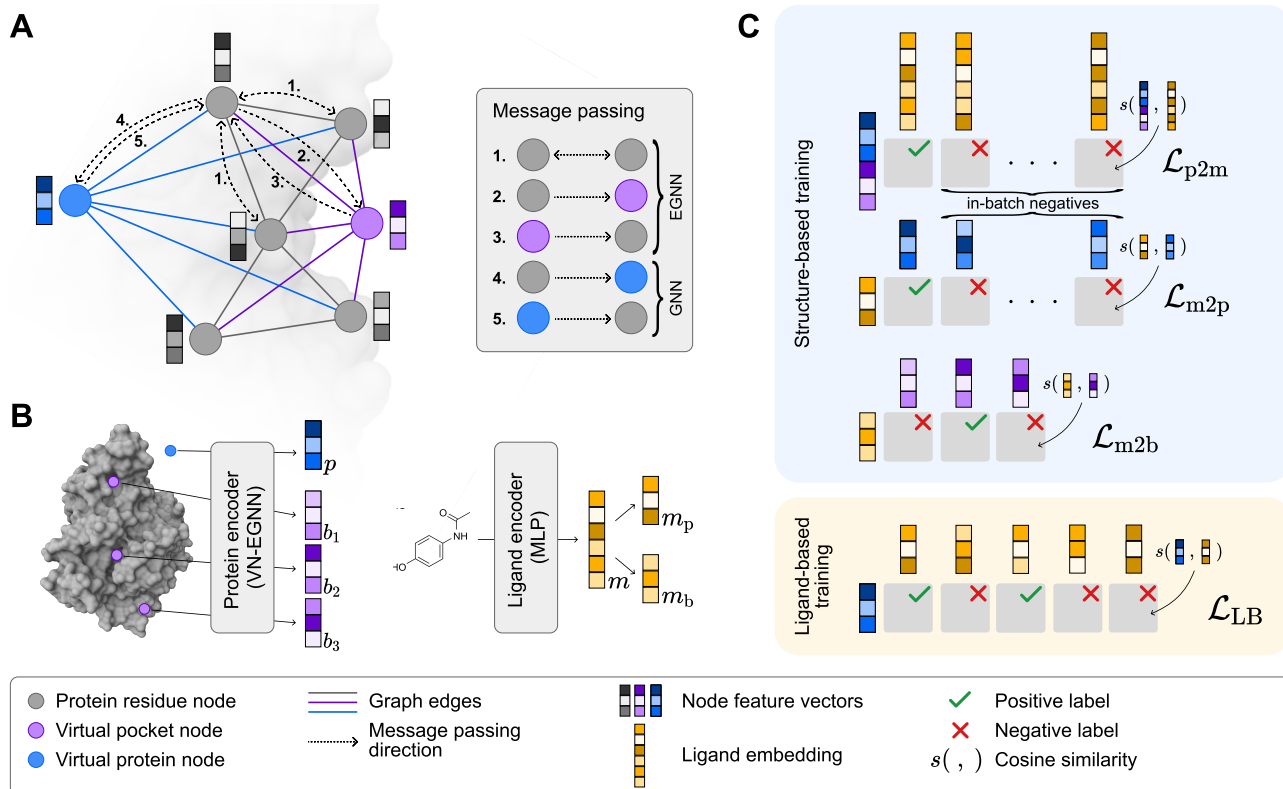 A
1.
4.
5.
2.
1.
3.
Message passing
1.
2.
3.
4.
5.
EGNN
GNN
B
Protein encoder
(VN-EGNN)
p
b1
b2
b3
O
NH
HO
Ligand encoder
(MLP)
m
mp
mb
C
Structure-based training
s( , )
ℒp2m
. . .
in-batch negatives
s( , )
ℒm2p
. . .
s( , )
ℒm2b
Ligand-based
training
s( , )
ℒLB
Protein residue node
Virtual pocket node
Virtual protein node
Graph edges
Message passing
direction
Node feature vectors
Ligand embedding
Positive label
Negative label
s( , ) Cosine similarity